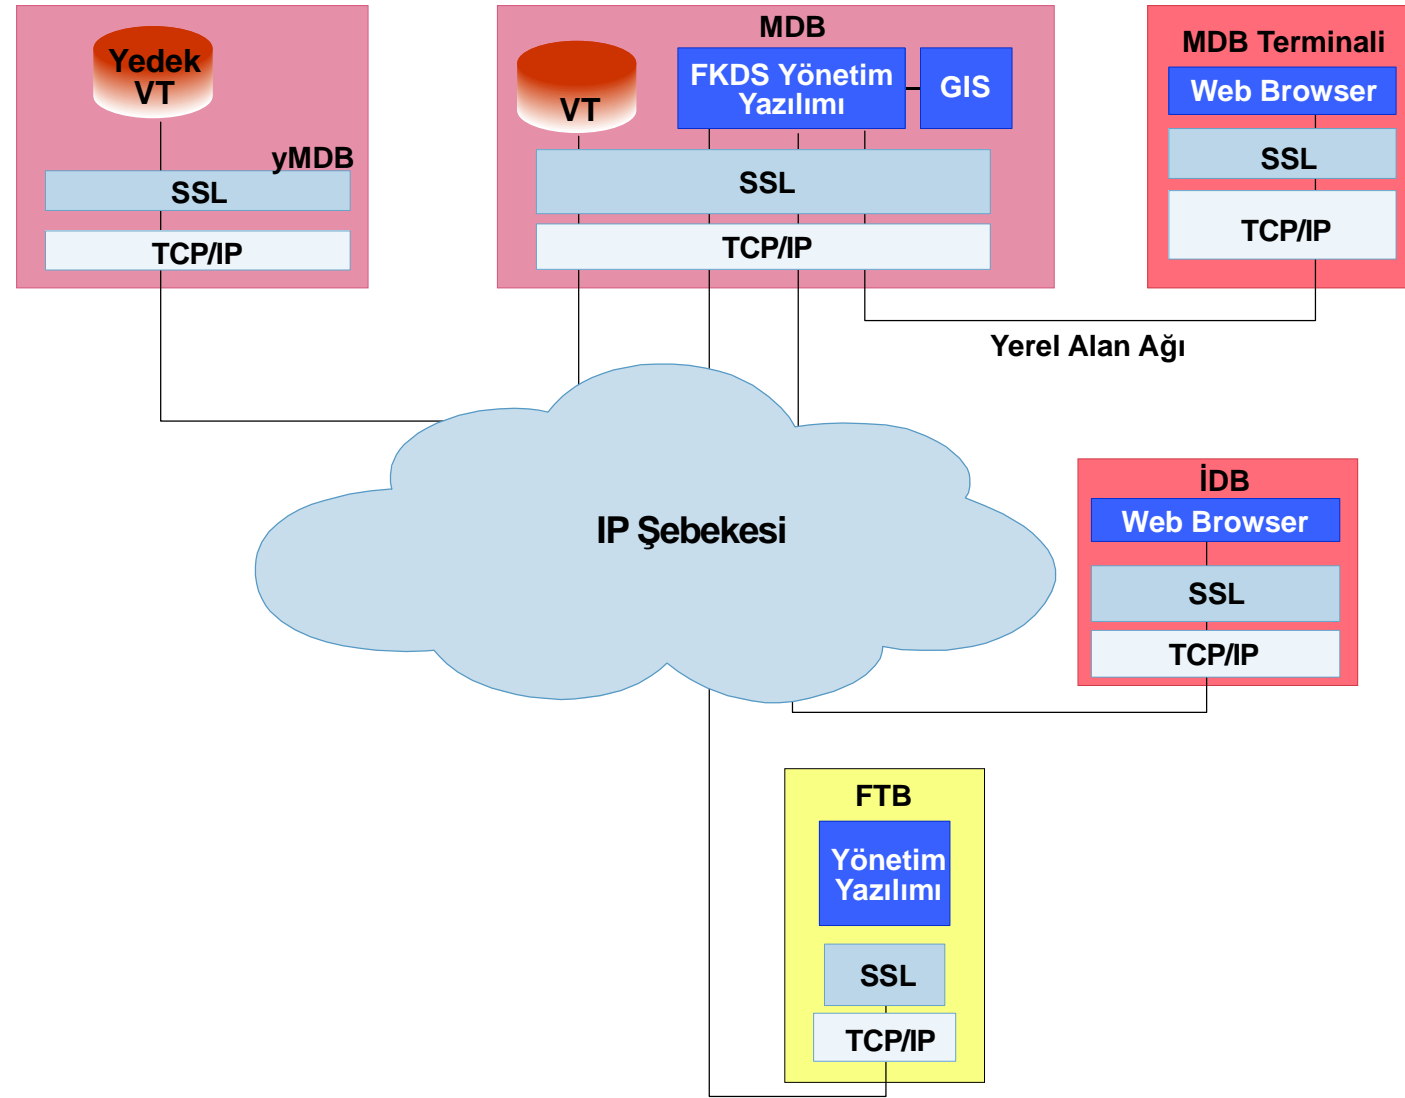 Yedek
VT
yMDB
SSL
TCP/IP
MDB
VT
FKDS Yönetim
Yazılımı
GIS
SSL
TCP/IP
MDB Terminali
Web Browser
SSL
TCP/IP
Yerel Alan Ağı
IP Şebekesi
İDB
Web Browser
SSL
TCP/IP
FTB
Yönetim
Yazılımı
SSL
TCP/IP